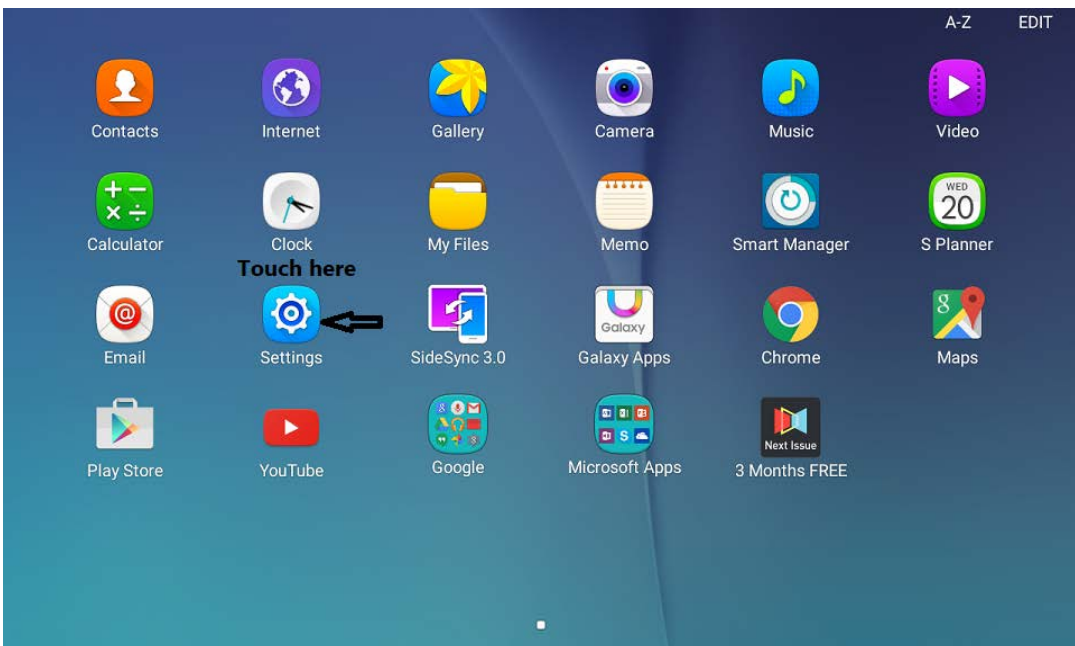 A-Z EDIT
Contacts Internet Gallery Camera Music Video
WED
20
Calculator Clock My Files Memo Smart Manager S Planner
Touch here
Galaxy
8
Email Settings SideSync 3.0 Galaxy Apps Chrome Maps
Next Issue
Play Store YouTube Google Microsoft Apps 3 Months FREE